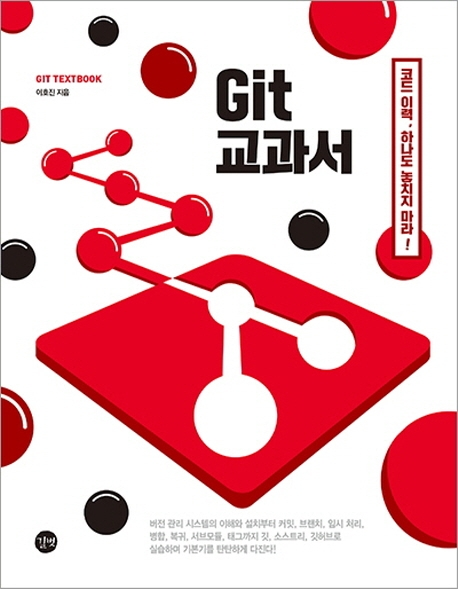 GIT TEXTBOOK
이호진 지음
Git
교과서
코드 이력, 하나도 놓치지 마라!
버전 관리 시스템의 이해와 설치부터 커밋, 브랜치, 임시 처리,
병합, 복귀, 서브모듈, 태그까지 깃, 소스트리, 깃허브로
실습하며 기본기를 탄탄하게 다진다!
길벗